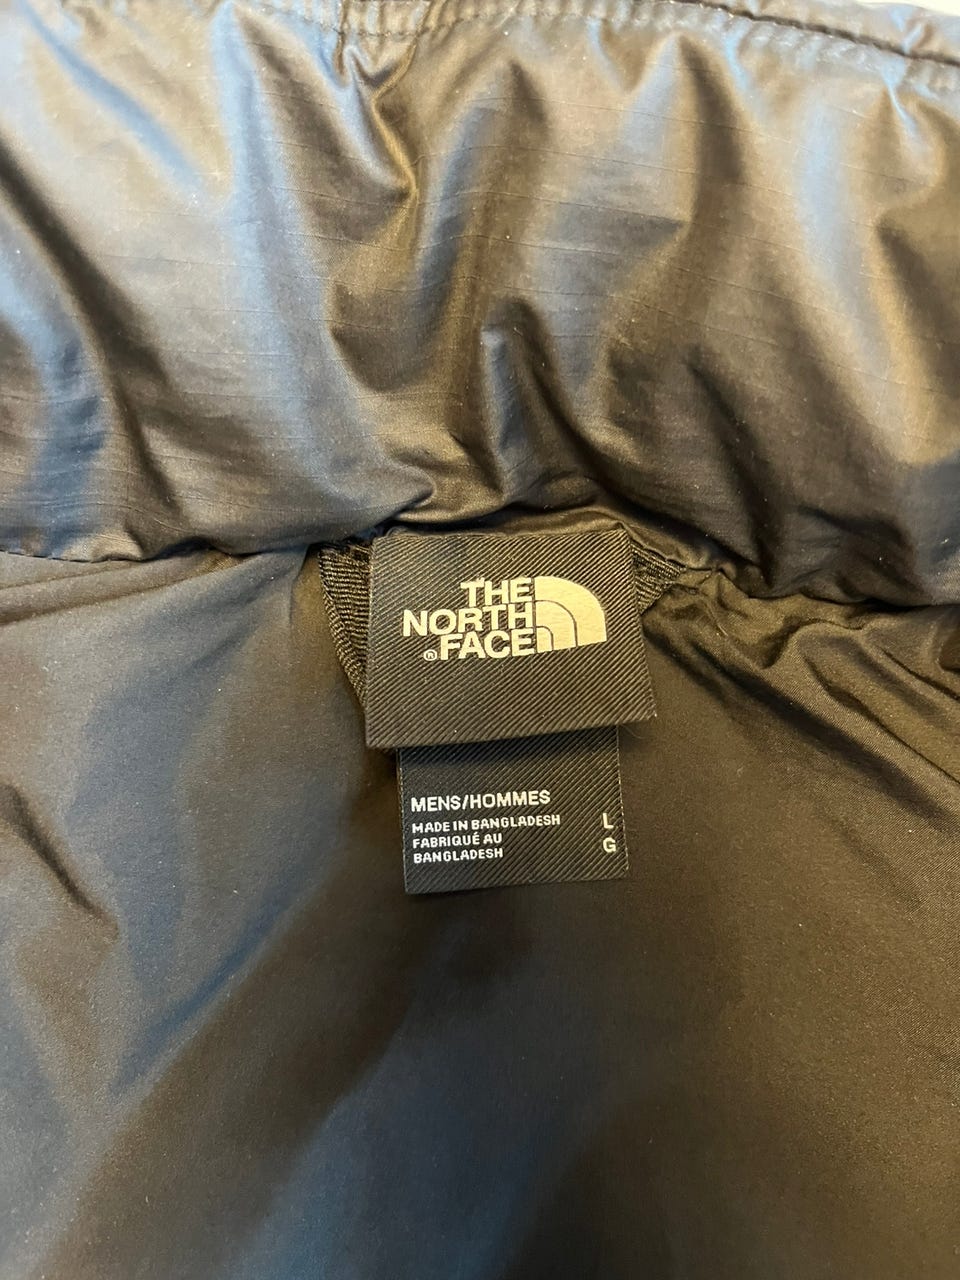 THE
NORTH
®FACE
MENS/HOMMES
MADE IN BANGLADESH
FABRIQUÉ AU
BANGLADESH
L
G